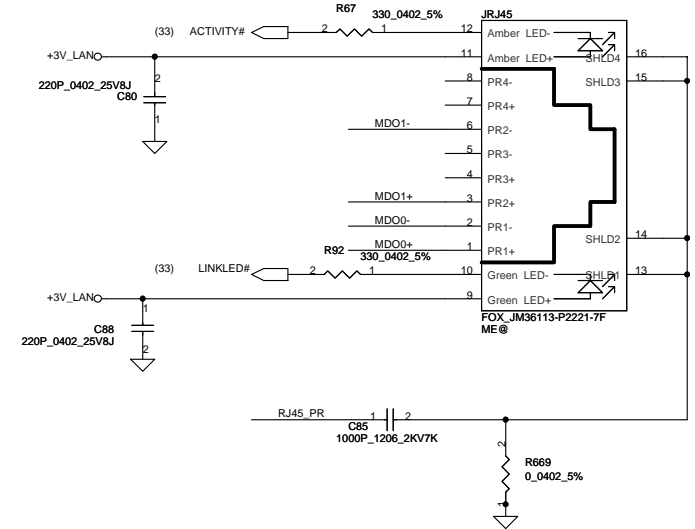 R67
330_0402_5%
JRJ45
(33) ACTIVITY# 2 1 12 Amber LED-
+3V_LAN 11 Amber LED+ SHLD4 16
8 PR4- SHLD3 15
220P_0402_25V8J 2
C80
1
7 PR4+
MDO1- 6 PR2-
5 PR3-
4 PR3+
MDO1+ 3 PR2+
MDO0- 2 PR1-
SHLD2 14
MDO0+ 1 PR1+
R92
330_0402_5%
(33) LINKLED# 2 1 10 Green LED- SHLD1 13
+3V_LAN 9 Green LED+
1
C88
220P_0402_25V8J 2
FOX_JM36113-P2221-7F
ME@
RJ45_PR 1 2
C85
1000P_1206_2KV7K
2
R669
0_0402_5%
1